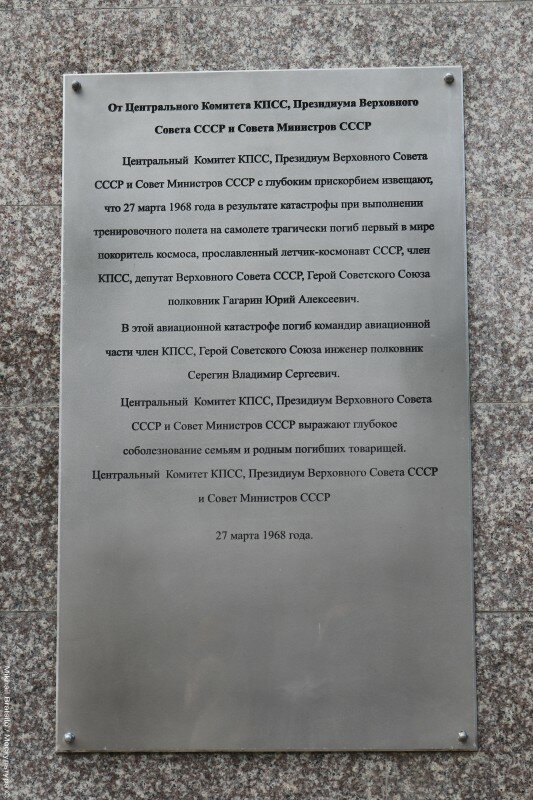 От Центрального Комитета КПСС, Президиума Верховного
Совета СССР и Совета Министров СССР
Центральный Комитет КПСС, Президиум Верховного Совета
СССР и Совет Министров СССР с глубоким прискорбием извещают,
что 27 марта 1968 года в результате катастрофы при выполнении
тренировочного полета на самолете трагически погиб первый в мире
покоритель космоса, прославленный летчик-космонавт СССР, член
КПСС, депутат Верховного Совета СССР, Герой Советского Союза
полковник Гагарин Юрий Алексеевич.
В этой авиационной катастрофе погиб командир авиационной
части член КПСС, Герой Советского Союза инженер полковник
Серегин Владимир Сергеевич.
Центральный Комитет КПСС, Президиум Верховного Совета
СССР и Совет Министров СССР выражают глубокое
соболезнование семьям и родным погибших товарищей.
Центральный Комитет КПСС, Президиум Верховного Совета СССР
и Совет Министров СССР
27 марта 1968 года.